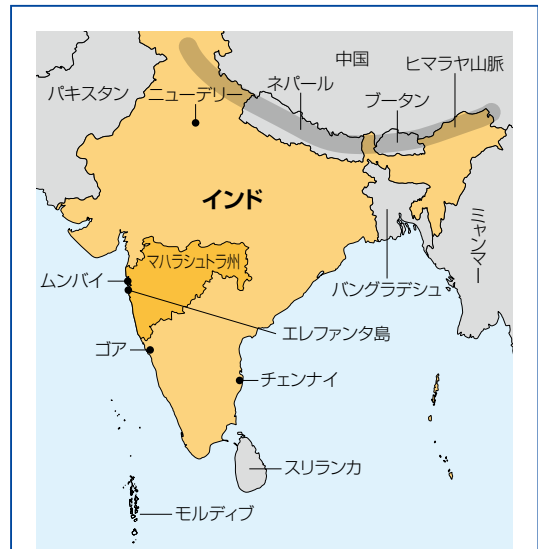 中国
ヒマラヤ山脈
パキスタン
ニューデリー
ネパール
ブータン
インド
ミャンマー
マハラシュトラ州
ムンバイ
バングラデシュ
エレファンタ島
ゴア
チェンナイ
スリランカ
モルディブ